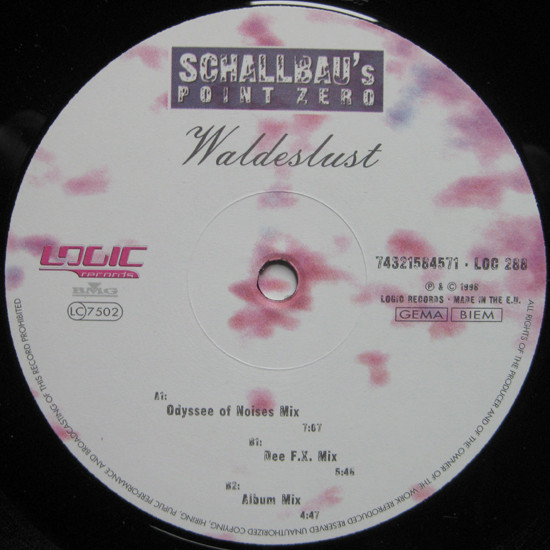 SCHALLBAU's
POINT ZERO
Waldeslust
LOGIC
records
BMG
LC 7502
74321584571 · LOC 288
℗ & © 1998
LOGIC RECORDS · MADE IN THE E.U.
GEMA BIEM
A1:
Odyssee of Noises Mix
7:07
B1:
Dee F.X. Mix
5:46
B2:
Album Mix
4:47
ALL RIGHTS OF THE PRODUCER AND OF THE OWNER OF THE WORK REPRODUCED RESERVED UNAUTHORIZED COPYING, HIRING, PUBLIC PERFORMANCE AND BROADCASTING OF THIS RECORD PROHIBITED